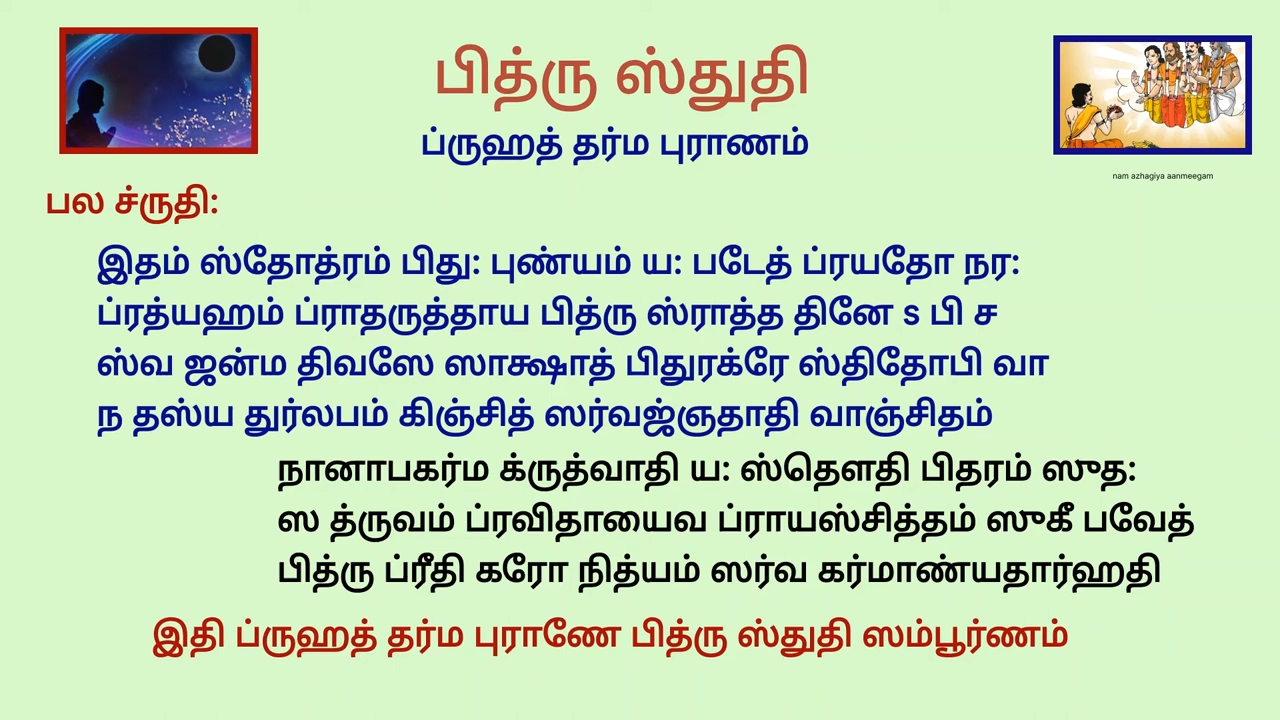 பித்ரு ஸ்துதி
ப்ருஹத் தர்ம புராணம்
nam azhagiya aanmeegam
பல ச்ருதி:
இதம் ஸ்தோத்ரம் பிது: புண்யம் ய: படேத் ப்ரயதோ நர:
ப்ரத்யஹம் ப்ராதருத்தாய பித்ரு ஸ்ராத்த தினே s பி ச
ஸ்வ ஜன்ம திவஸே ஸாக்ஷாத் பிதுரக்ரே ஸ்திதோபி வா
ந தஸ்ய துர்லபம் கிஞ்சித் ஸர்வஜ்ஞதாதி வாஞ்சிதம்
நானாபகர்ம க்ருத்வாதி ய: ஸ்தௌதி பிதரம் ஸுத:
ஸ த்ருவம் ப்ரவிதாயைவ ப்ராயஸ்சித்தம் ஸுகீ பவேத்
பித்ரு ப்ரீதி கரோ நித்யம் ஸர்வ கர்மாண்யதார்ஹதி
இதி ப்ருஹத் தர்ம புராணே பித்ரு ஸ்துதி ஸம்பூர்ணம்